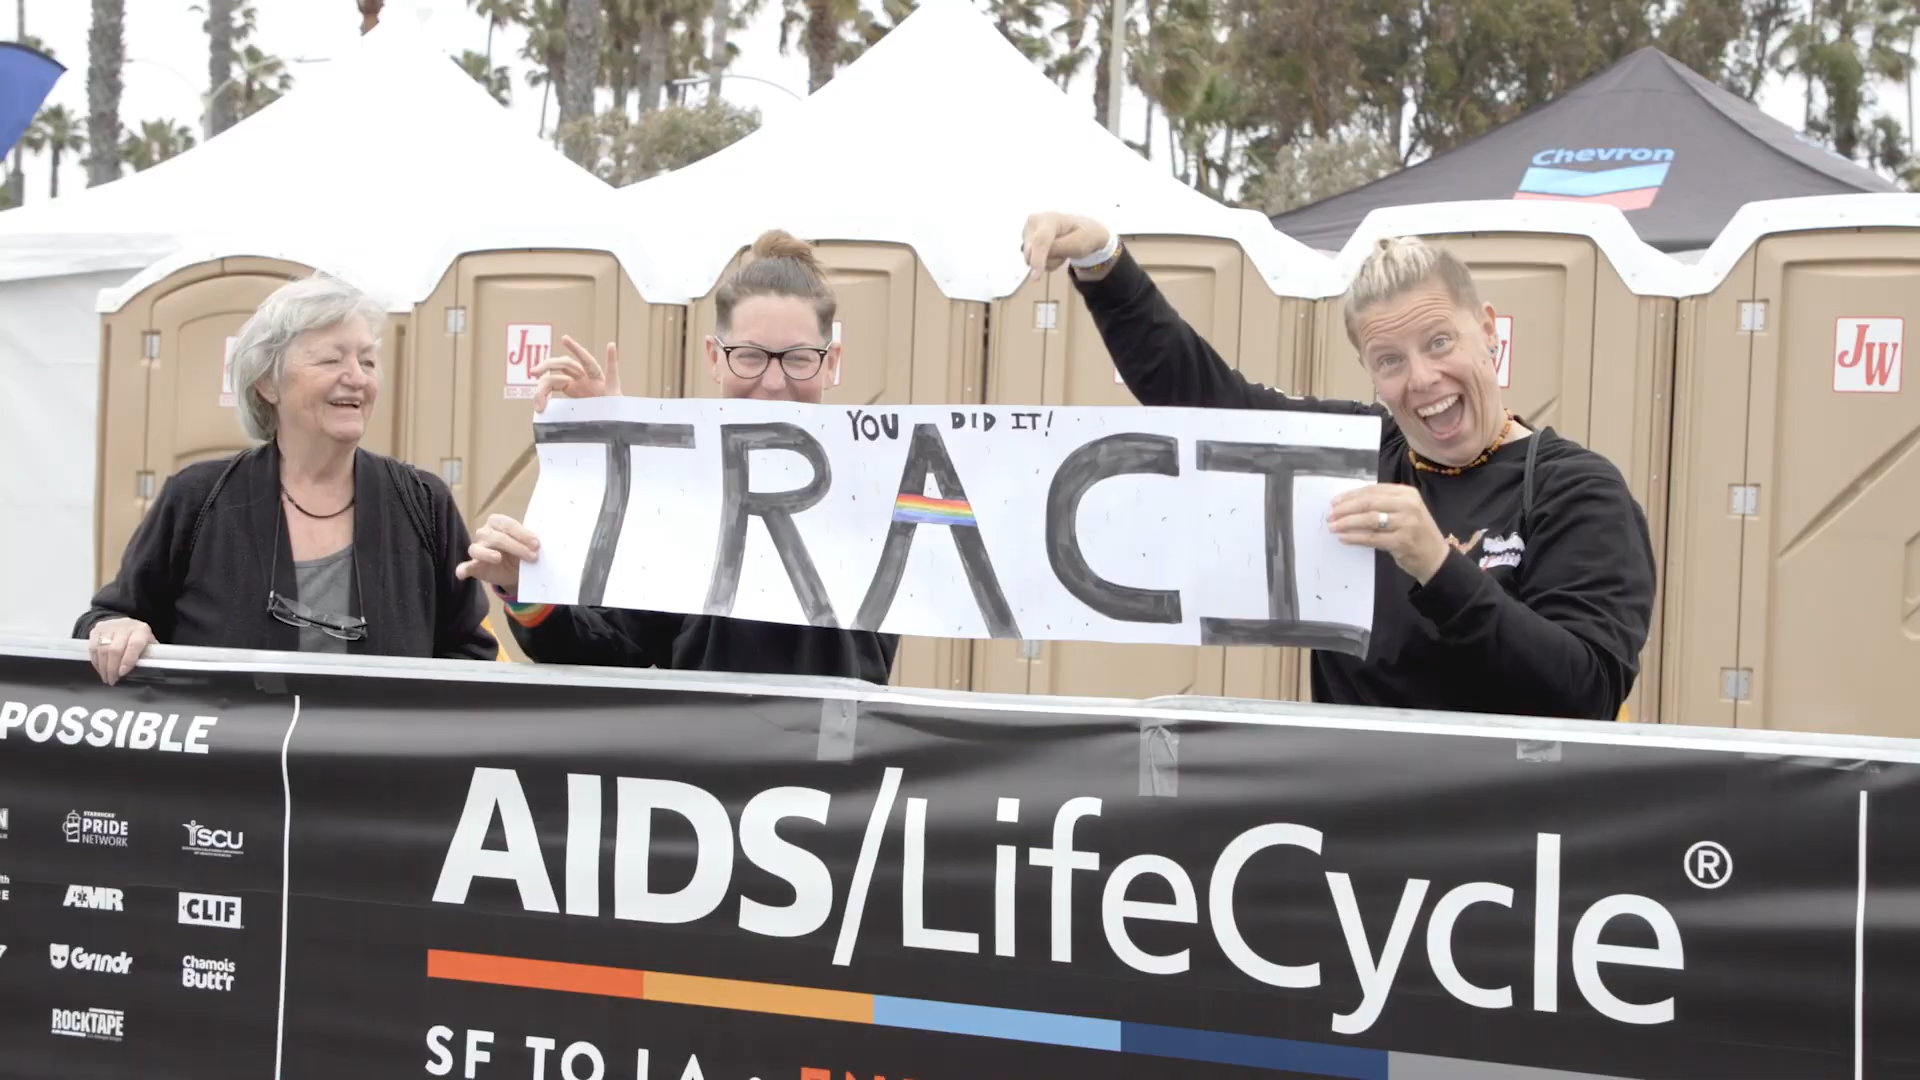 Chevron
JW
JW
YOU DID IT!
TRACI
POSSIBLE
AIDS/LifeCycle®
STARBUCKS
PRIDE
NETWORK
SCU
AMR
CLIF
Grindr
Chamois
Butt'r
ROCKTAPE
SF TO LA